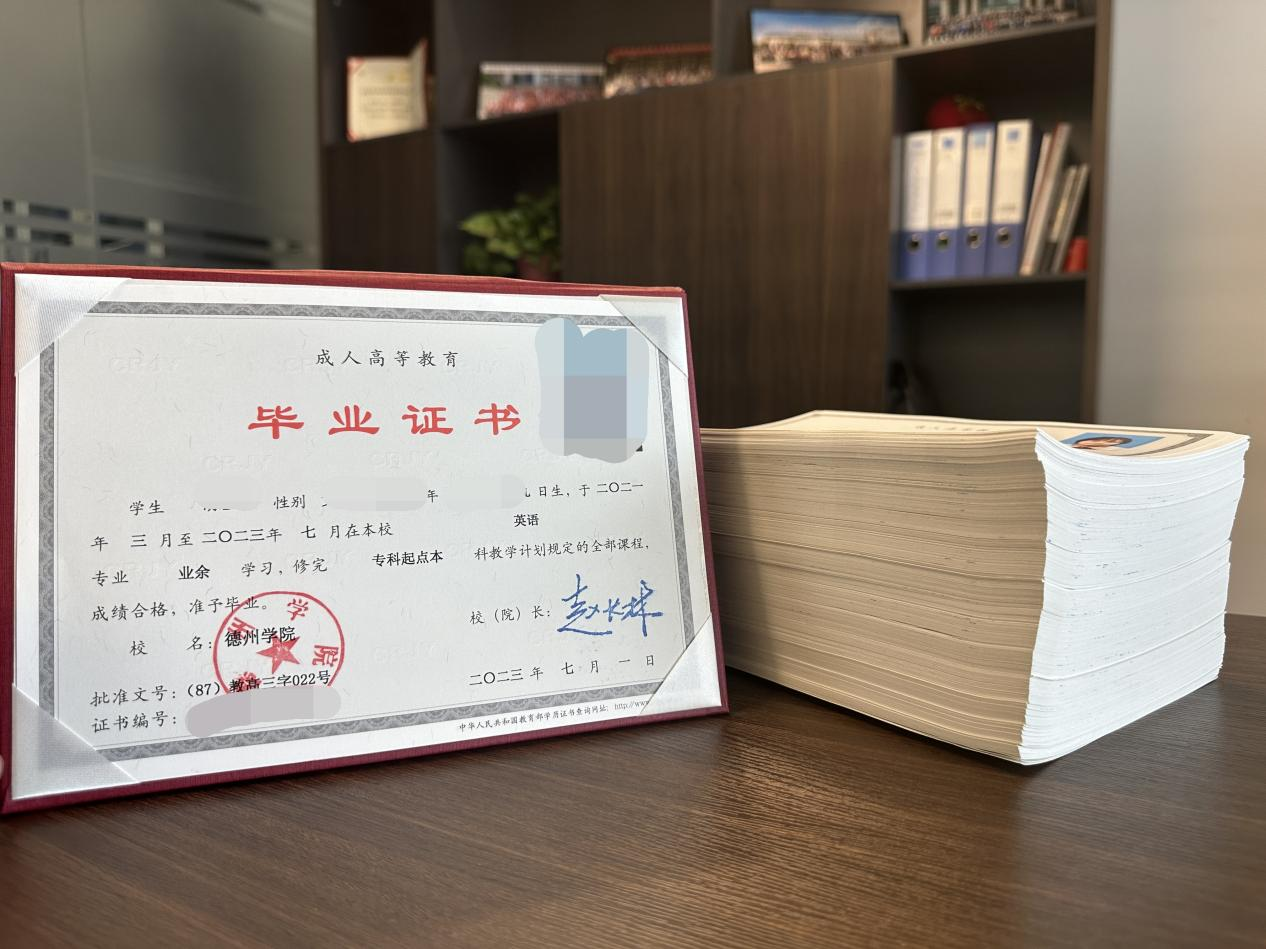 成人高等教育
毕业证书
学生 性别 年 日生，于二〇二一
年 三 月至二〇二三年 七 月在本校 英语
专业 业余 学习，修完 专科起点本 科教学计划规定的全部课程，
成绩合格，准予毕业。
校 名：德州学院
校（院）长：赵长林
批准文号：（87）教高三字022号
二〇二三 年 七 月 一 日
证书编号：
中华人民共和国教育部学历证书查询网址：http://www